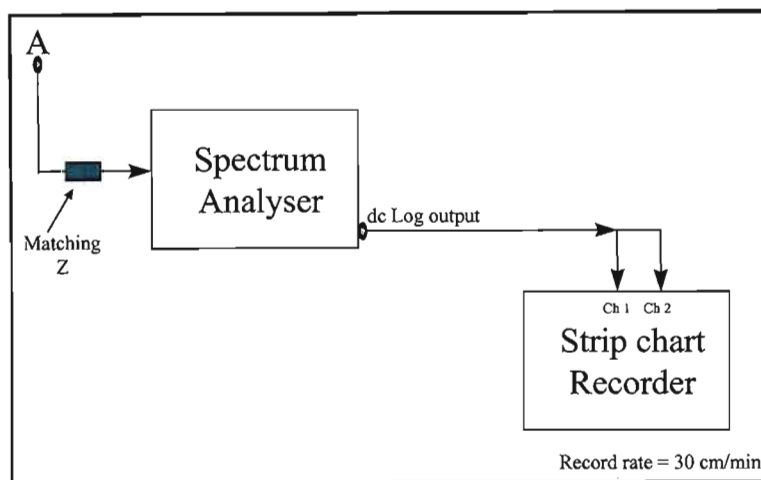 A
Spectrum
Analyser
Matching
Z
dc Log output
Ch 1 Ch 2
Strip chart
Recorder
Record rate = 30 cm/min